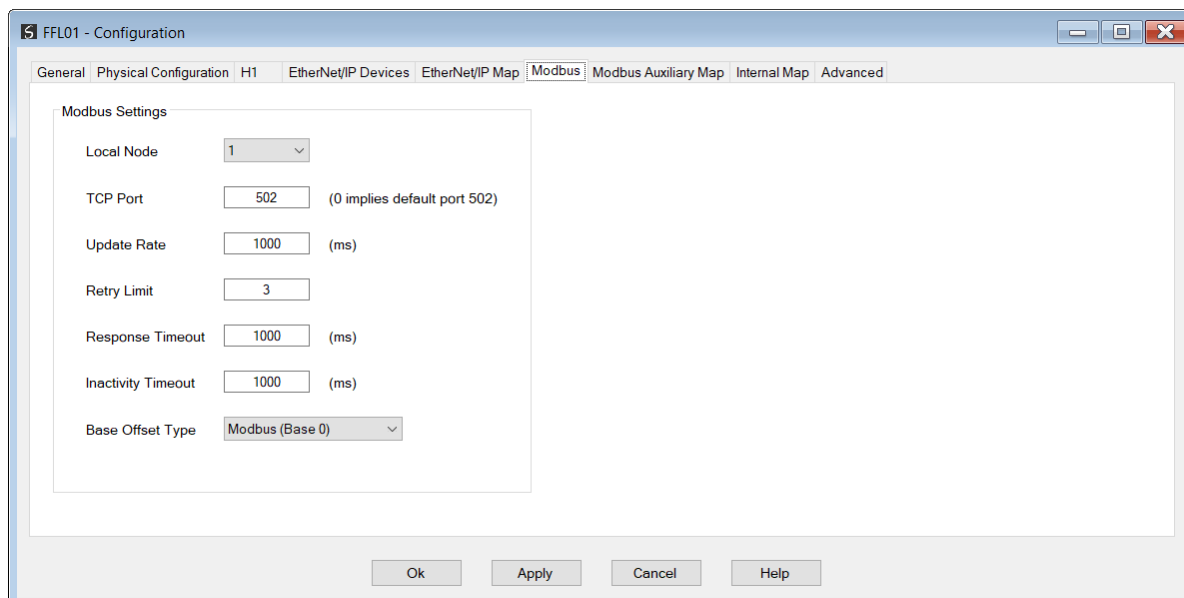 FFL01 - Configuration
General Physical Configuration H1 EtherNet/IP Devices EtherNet/IP Map Modbus Modbus Auxiliary Map Internal Map Advanced
Modbus Settings
Local Node 1
TCP Port 502 (0 implies default port 502)
Update Rate 1000 (ms)
Retry Limit 3
Response Timeout 1000 (ms)
Inactivity Timeout 1000 (ms)
Base Offset Type Modbus (Base 0)
Ok Apply Cancel Help